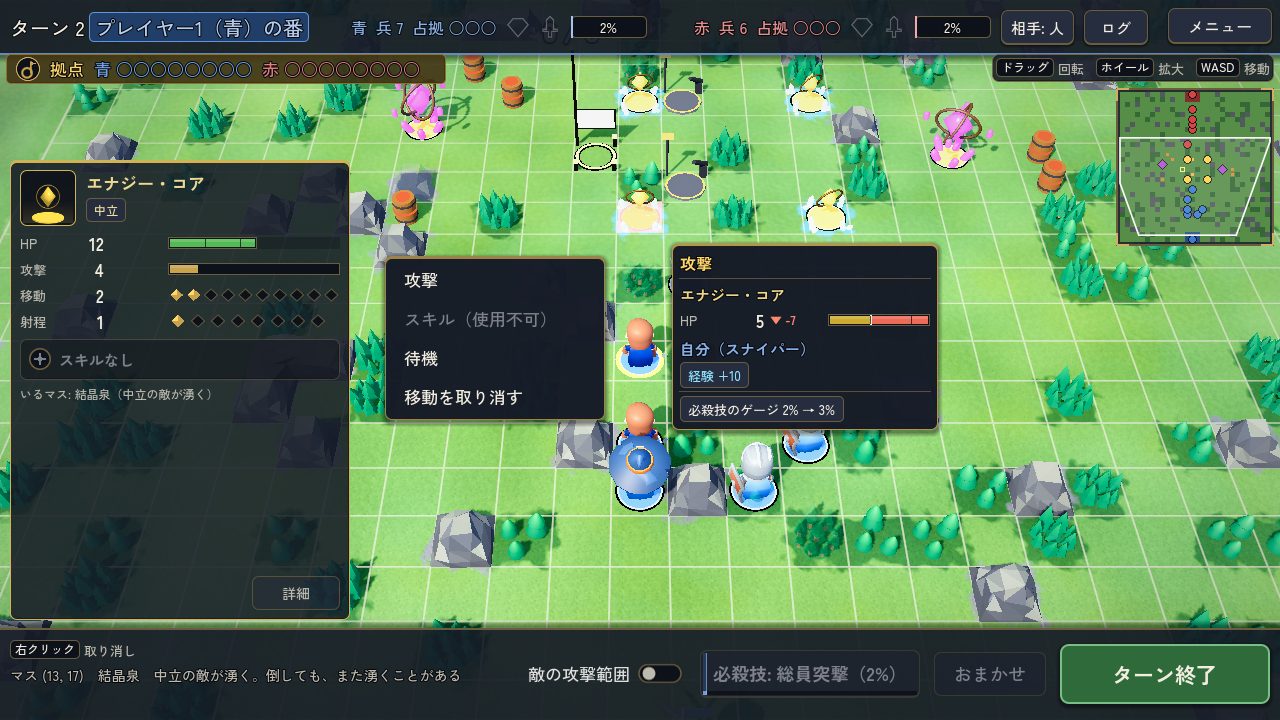 ターン 2 プレイヤー1（青）の番 青 兵 7 占拠 2% 赤 兵 6 占拠 2% 相手: 人 ログ メニュー
拠点 青 赤
ドラッグ 回転 ホイール 拡大 WASD 移動
エナジー・コア
中立
HP 12
攻撃 4
移動 2
射程 1
スキルなし
いるマス: 結晶泉（中立の敵が湧く）
詳細
攻撃
スキル（使用不可）
待機
移動を取り消す
攻撃
エナジー・コア
HP 5 ▼ -7
自分（スナイパー）
経験 +10
必殺技のゲージ 2% → 3%
右クリック 取り消し
マス (13, 17) 結晶泉 中立の敵が湧く。倒しても、また湧くことがある
敵の攻撃範囲
必殺技: 総員突撃（2%）
おまかせ
ターン終了